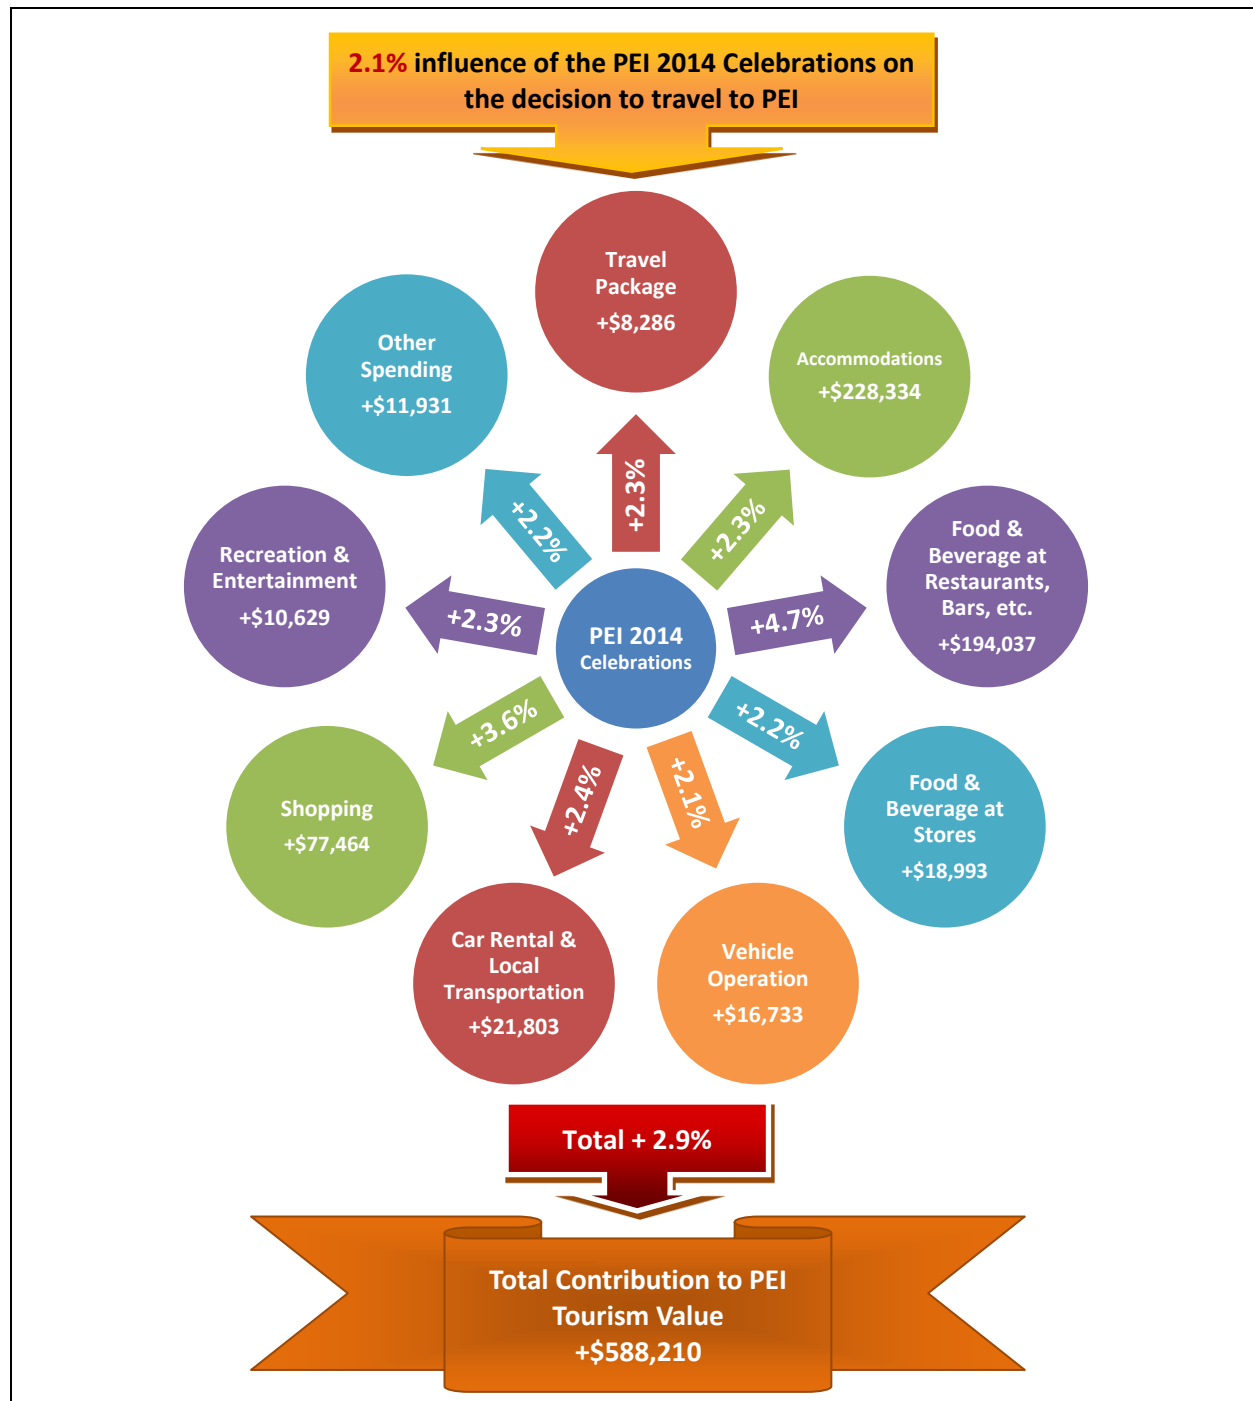 2.1% influence of the PEI 2014 Celebrations on
the decision to travel to PEI
Travel
Package
+$8,286
Accommodations
+$228,334
Food &
Beverage at
Restaurants,
Bars, etc.
+$194,037
Food &
Beverage at
Stores
+$18,993
Vehicle
Operation
+$16,733
Car Rental &
Local
Transportation
+$21,803
Shopping
+$77,464
Recreation &
Entertainment
+$10,629
Other
Spending
+$11,931
+2.3%
+2.3%
+4.7%
+2.2%
+2.1%
+2.4%
+3.6%
+2.3%
+2.2%
PEI 2014
Celebrations
Total + 2.9%
Total Contribution to PEI
Tourism Value
+$588,210